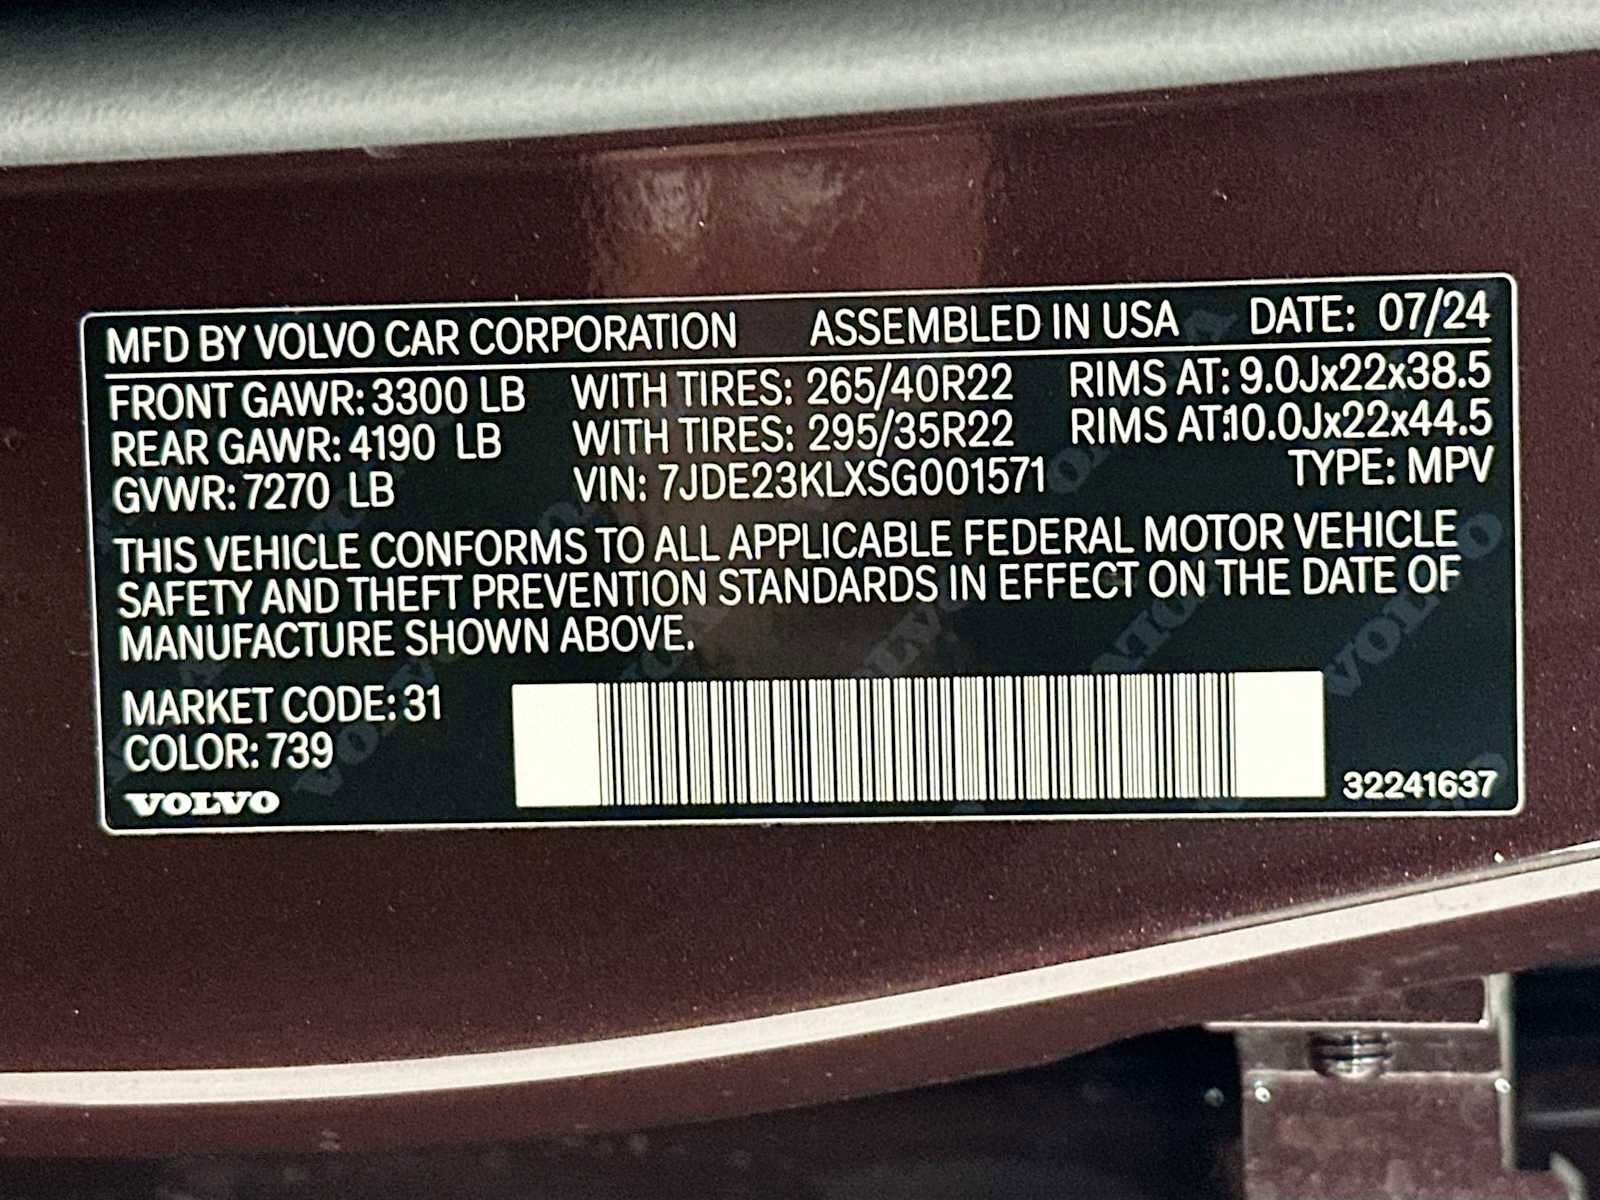 MFD BY VOLVO CAR CORPORATION ASSEMBLED IN USA DATE: 07/24
FRONT GAWR: 3300 LB WITH TIRES: 265/40R22 RIMS AT: 9.0Jx22x38.5
REAR GAWR: 4190 LB WITH TIRES: 295/35R22 RIMS AT:10.0Jx22x44.5
GVWR: 7270 LB VIN: 7JDE23KLXSG001571 TYPE: MPV
THIS VEHICLE CONFORMS TO ALL APPLICABLE FEDERAL MOTOR VEHICLE
SAFETY AND THEFT PREVENTION STANDARDS IN EFFECT ON THE DATE OF
MANUFACTURE SHOWN ABOVE.
MARKET CODE: 31
COLOR: 739
VOLVO
32241637